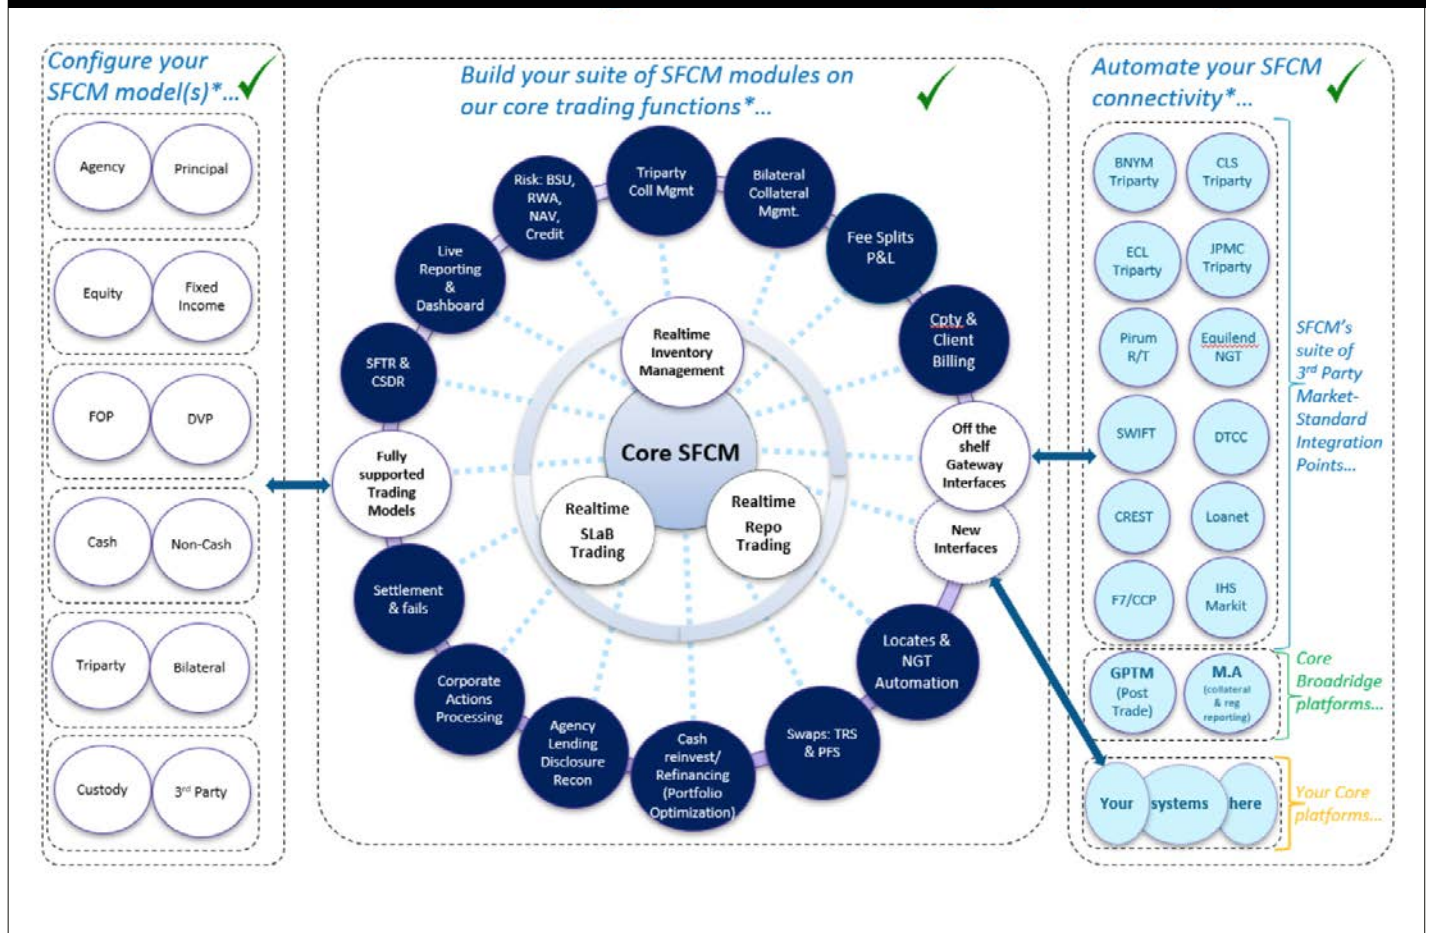 Configure your
SFCM model(s)*...
Agency
Principal
Equity
Fixed
Income
FOP
DVP
Cash
Non-Cash
Triparty
Bilateral
Custody
3rd Party
Build your suite of SFCM modules on
our core trading functions*...
Triparty
Coll Mgmt
Bilateral
Collateral
Mgmt.
Fee Splits
P&L
Cpty & 
Client
Billing
Off the
shelf
Gateway
Interfaces
New
Interfaces
Locates &
NGT
Automation
Swaps: TRS
& PFS
Cash
reinvest/
Refinancing
(Portfolio
Optimization)
Agency
Lending
Disclosure
Recon
Corporate
Actions
Processing
Settlement
& fails
Fully
supported
Trading
Models
SFTR &
CSDR
Live
Reporting
&
Dashboard
Risk: BSU,
RWA,
NAV,
Credit
Realtime
Inventory
Management
Core SFCM
Realtime
SLaB
Trading
Realtime
Repo
Trading
Automate your SFCM
connectivity*...
BNYM
Triparty
CLS
Triparty
ECL
Triparty
JPMC
Triparty
Pirum
R/T
Equilend
NGT
SWIFT
DTCC
CREST
Loanet
F7/CCP
IHS
Markit
SFCM's
suite of
3rd Party
Market-
Standard
Integration
Points...
GPTM
(Post
Trade)
M.A
(collateral
& reg
reporting)
Core
Broadridge
platforms...
Your
systems
here
Your Core
platforms...